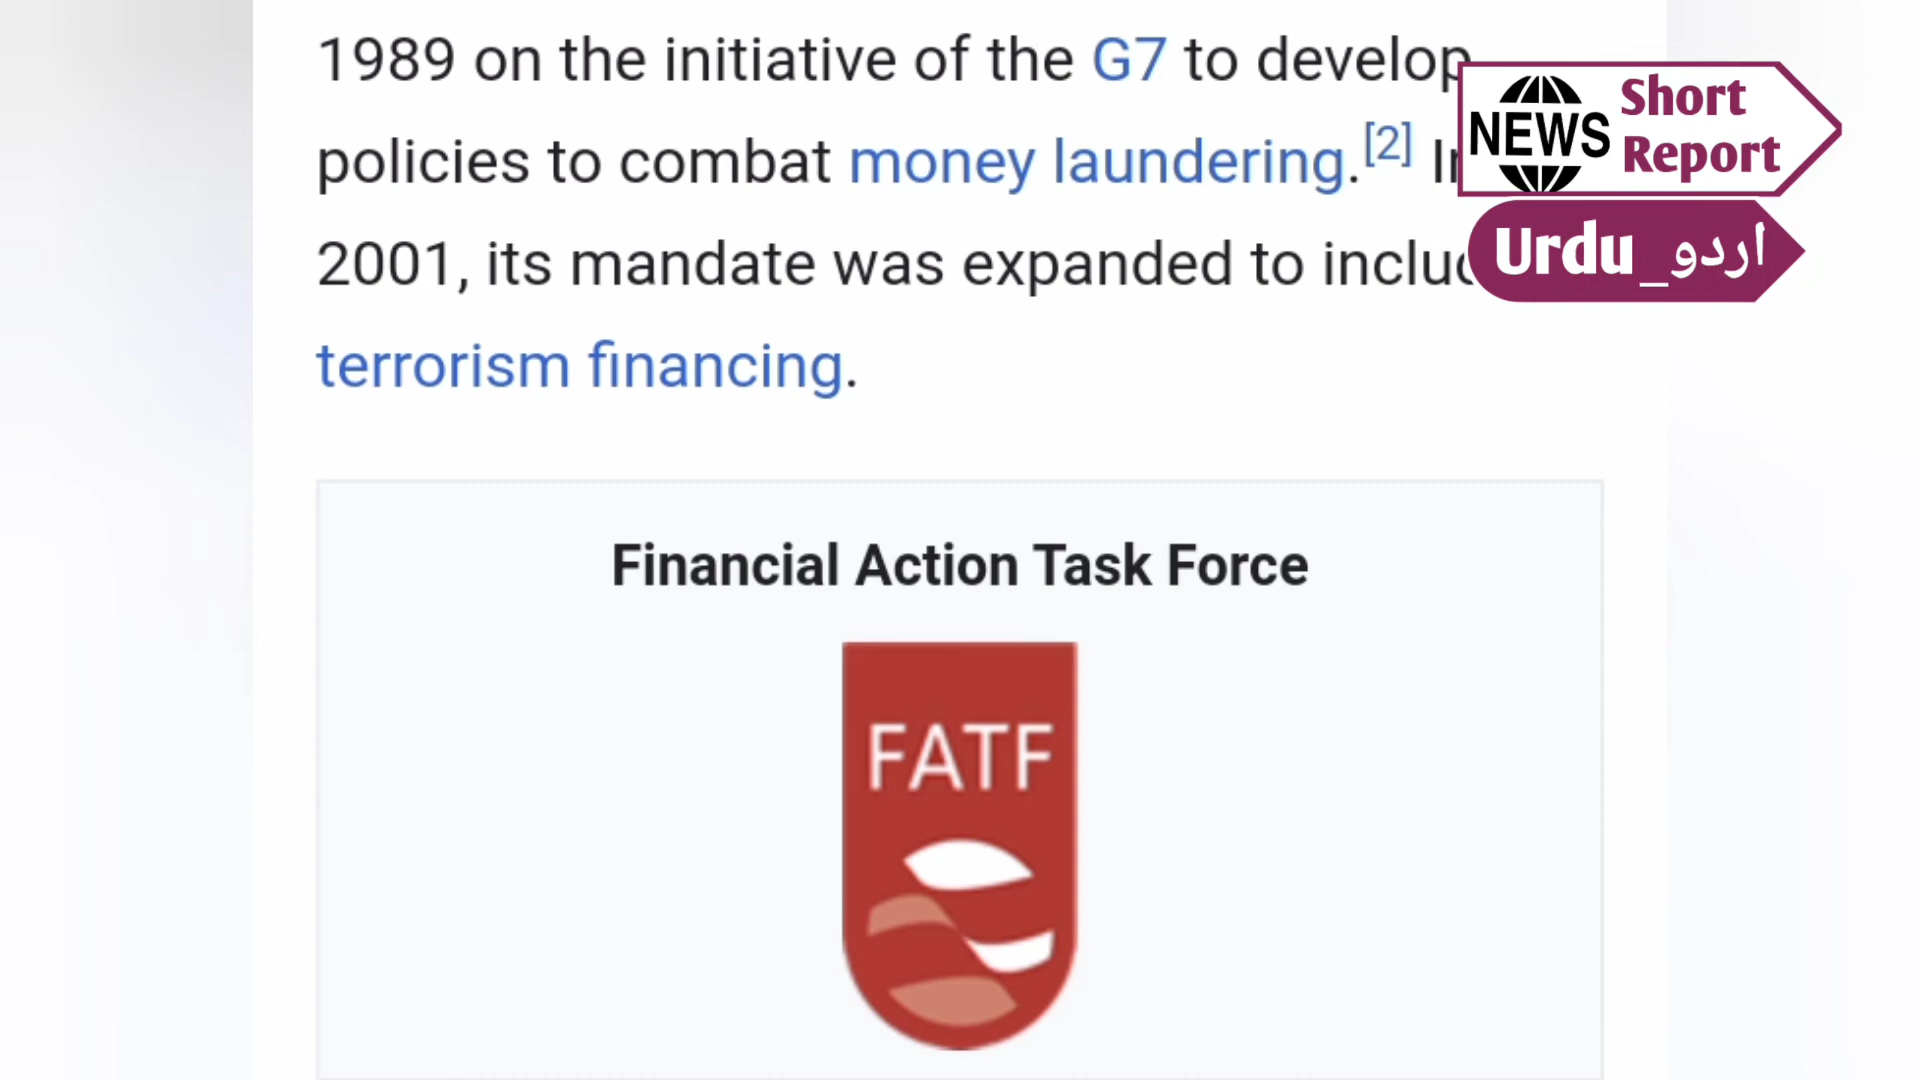 1989 on the initiative of the G7 to develop
policies to combat money laundering.[2]
2001, its mandate was expanded to
terrorism financing.
Financial Action Task Force
FATF
NEWS
Short
Report
Urdu_اردو